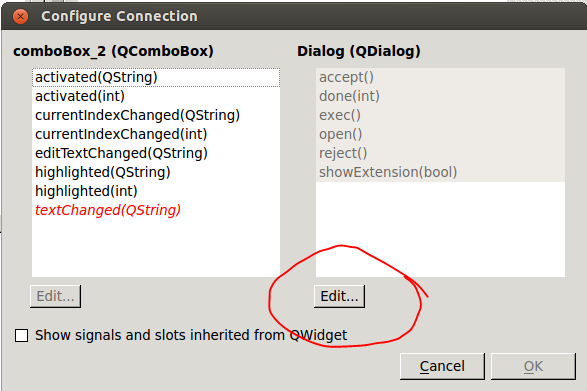 Configure Connection
comboBox_2 (QComboBox)
Dialog (QDialog)
activated(QString)
activated(int)
currentIndexChanged(QString)
currentIndexChanged(int)
editTextChanged(QString)
highlighted(QString)
highlighted(int)
textChanged(QString)
accept()
done(int)
exec()
open()
reject()
showExtension(bool)
Edit...
Edit...
Show signals and slots inherited from QWidget
Cancel
OK